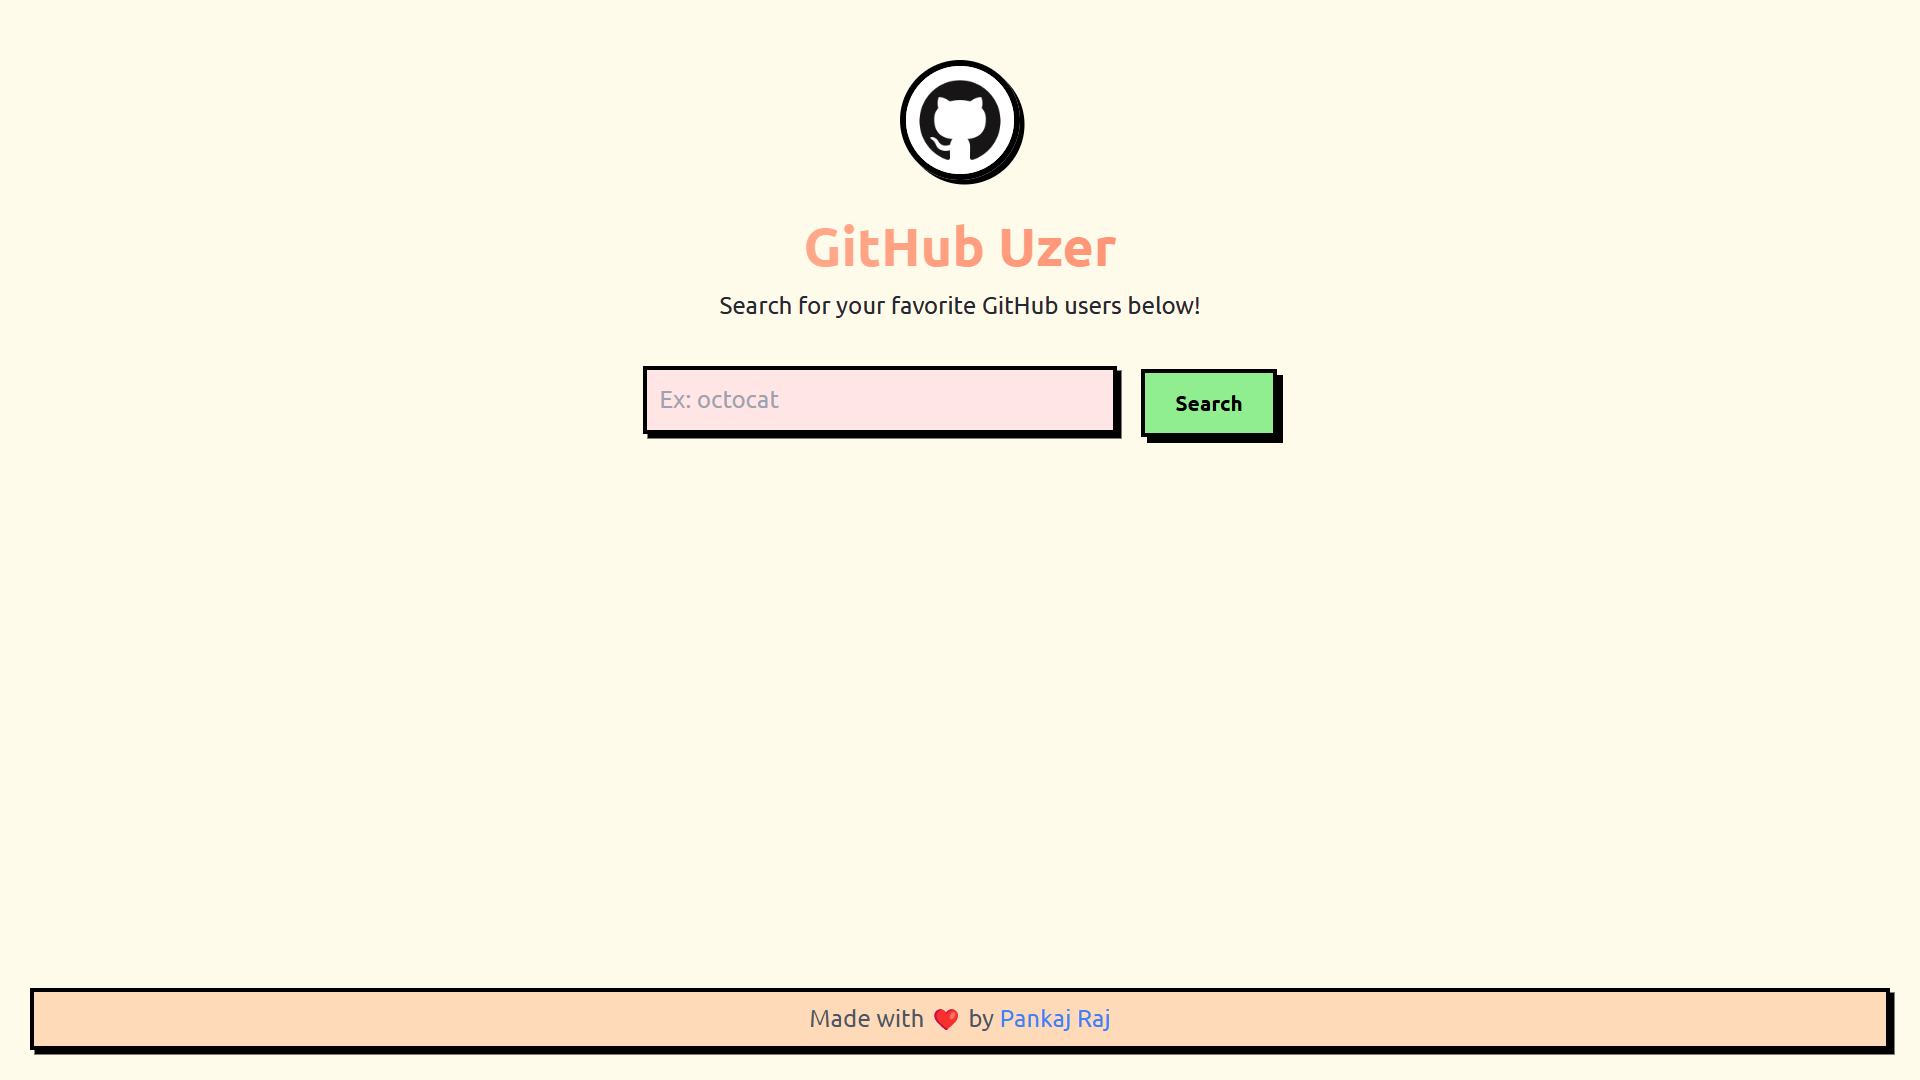 GitHub Uzer
Search for your favorite GitHub users below!
Ex: octocat
Search
Made with ❤️ by Pankaj Raj